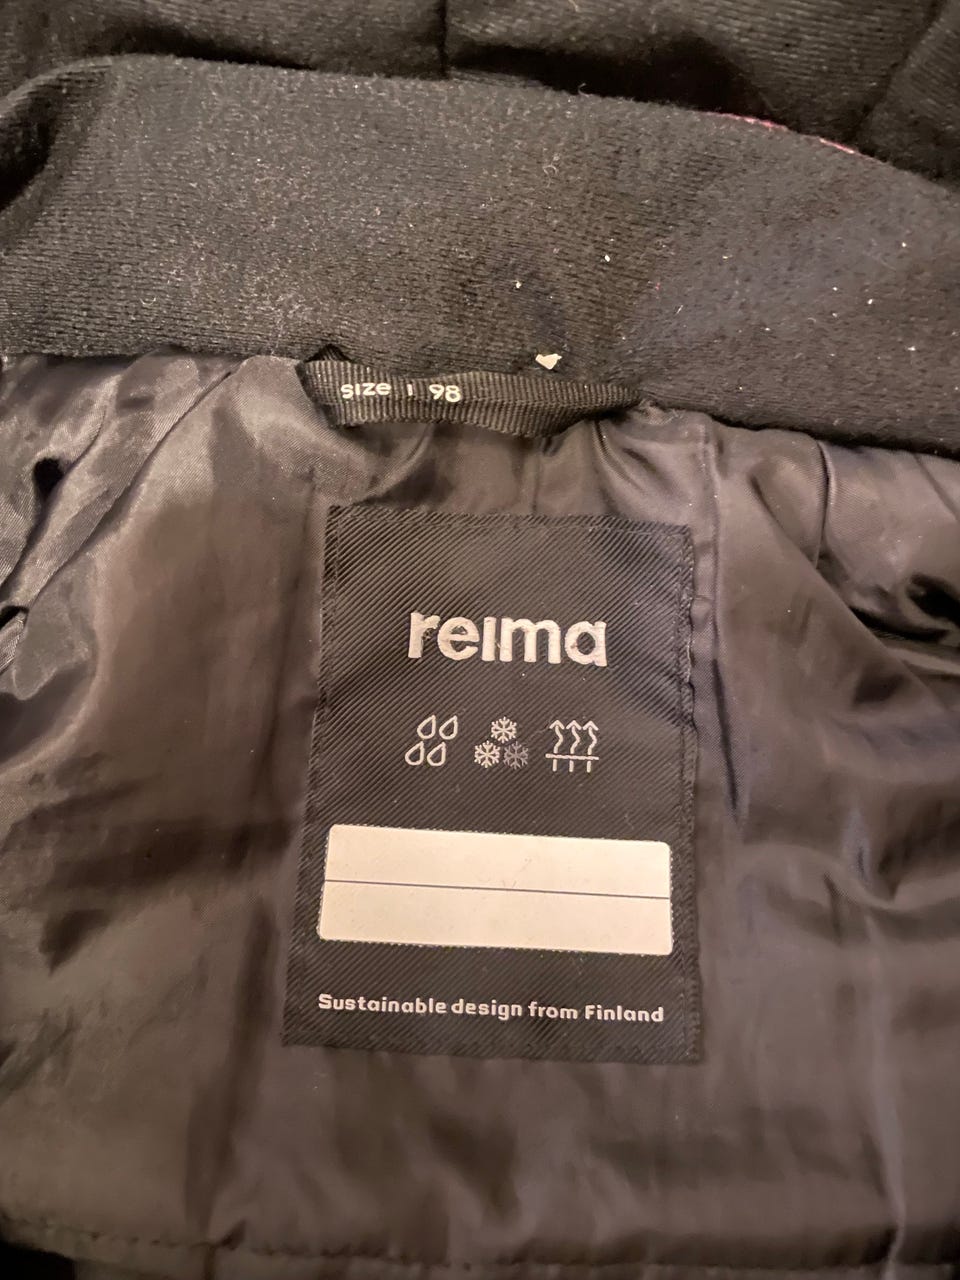 size | 98
reima
Sustainable design from Finland